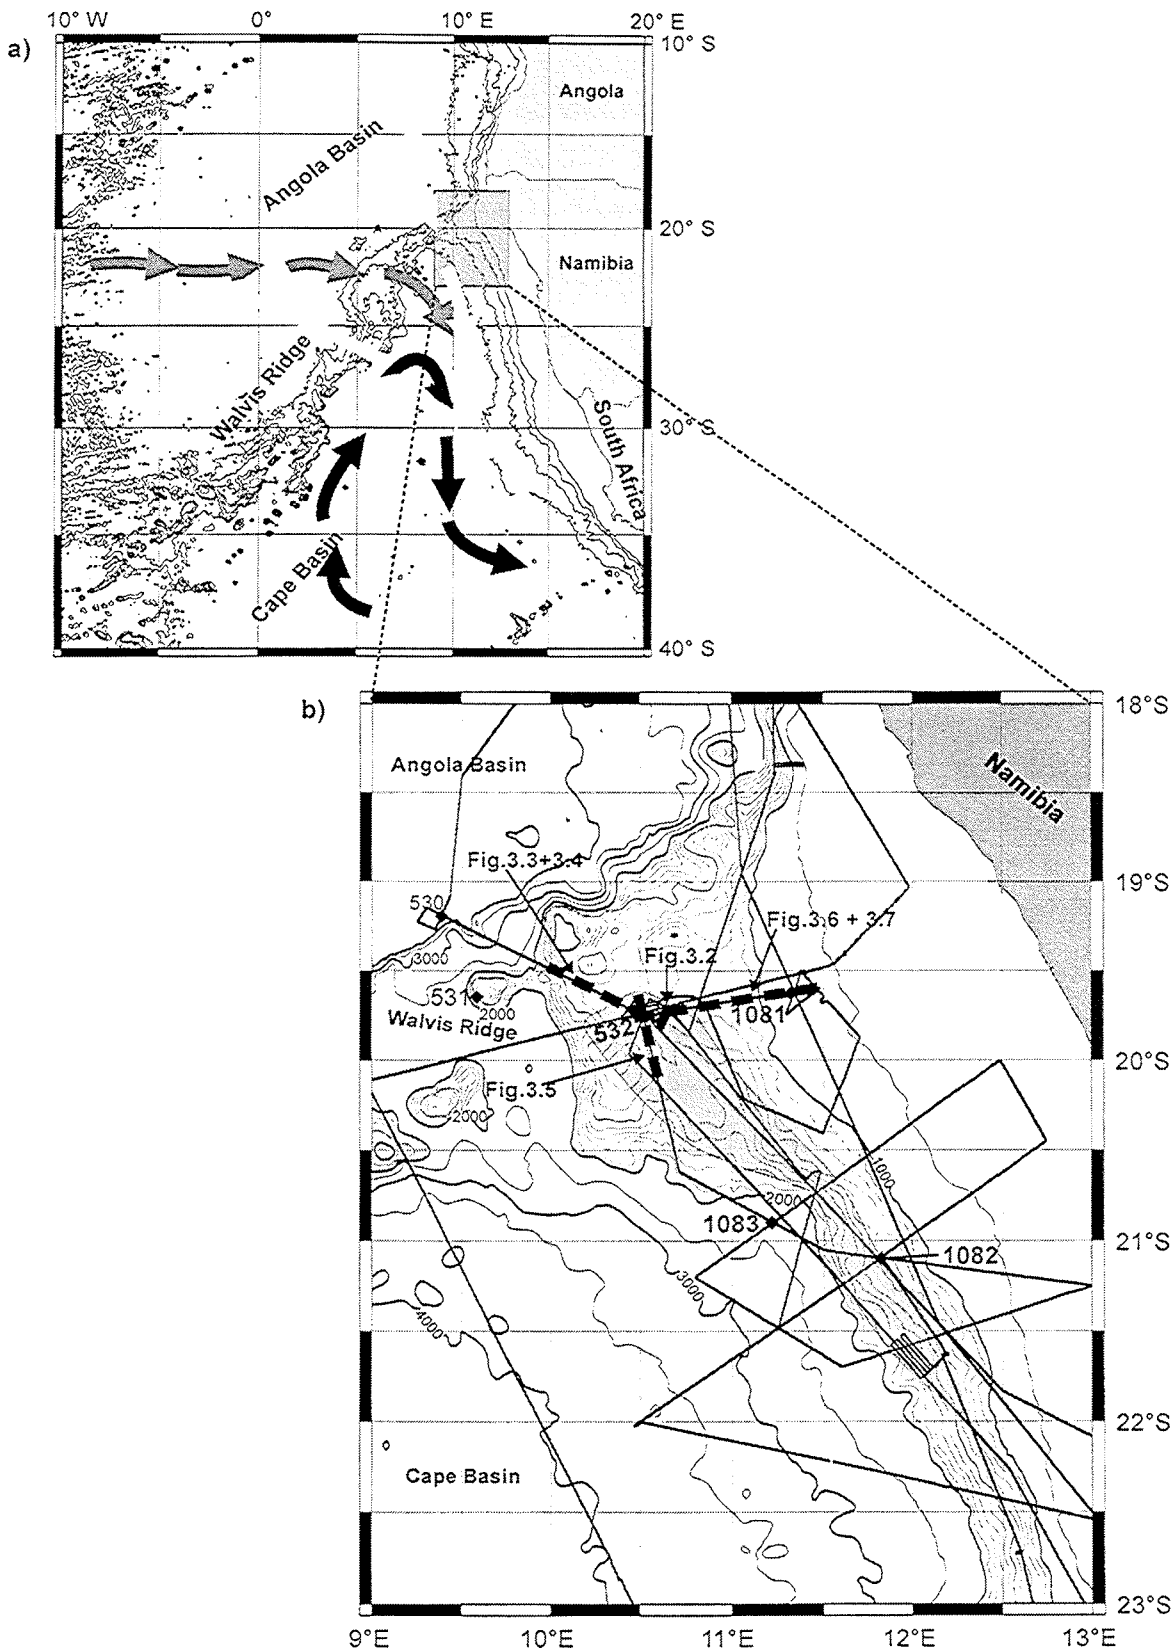 10° W 0° 10° E 20° E
a)
10° S
Angola
Angola Basin
20° S
Namibia
Walvis Ridge
South Africa
30° S
Cape Basin
40° S
b)
18°S
Angola Basin
Namibia
Fig.3.3+3.4
19°S
530
Fig.3.6 + 3.7
3000
Fig.3.2
531
2000
1081
Walvis Ridge
532
20°S
Fig.3.5
2000
1000
2000
1083
21°S
1082
3000
4000
22°S
Cape Basin
23°S
9°E 10°E 11°E 12°E 13°E